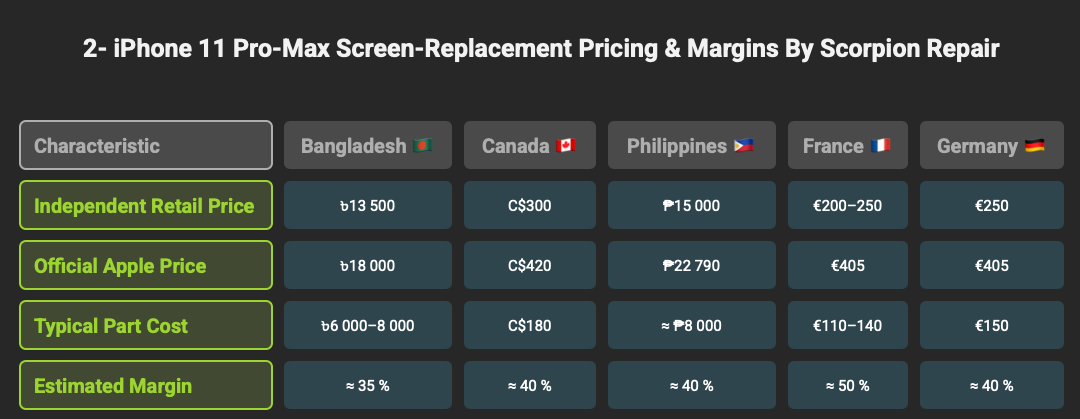 2- iPhone 11 Pro-Max Screen-Replacement Pricing & Margins By Scorpion Repair
Characteristic Bangladesh 🇧🇩 Canada 🇨🇦 Philippines 🇵🇭 France 🇫🇷 Germany 🇩🇪
Independent Retail Price ৳13 500 C$300 ₱15 000 €200–250 €250
Official Apple Price ৳18 000 C$420 ₱22 790 €405 €405
Typical Part Cost ৳6 000–8 000 C$180 ≈ ₱8 000 €110–140 €150
Estimated Margin ≈ 35 % ≈ 40 % ≈ 40 % ≈ 50 % ≈ 40 %